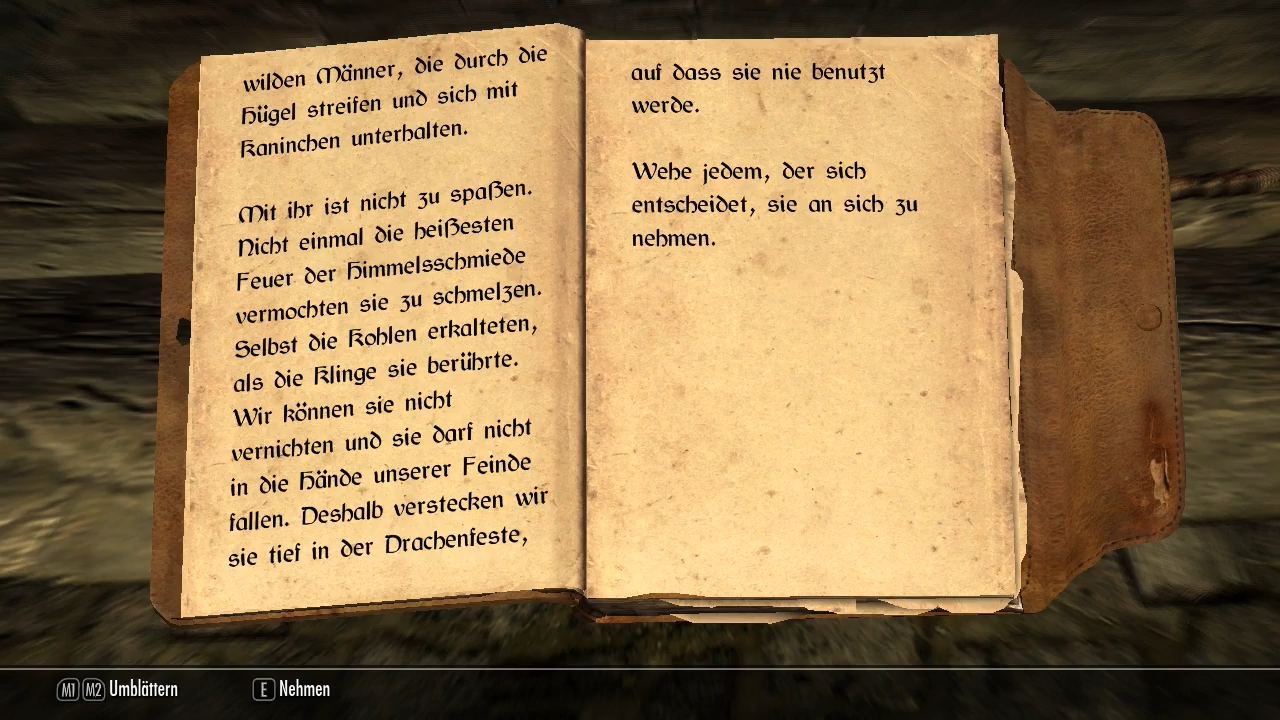 wilden Männer, die durch die
Hügel streifen und sich mit
Kaninchen unterhalten.
Mit ihr ist nicht zu spaßen.
Nicht einmal die heißesten
Feuer der Himmelsschmiede
vermochten sie zu schmelzen.
Selbst die Kohlen erkalteten,
als die Klinge sie berührte.
Wir können sie nicht
vernichten und sie darf nicht
in die Hände unserer Feinde
fallen. Deshalb verstecken wir
sie tief in der Drachenfeste,
auf dass sie nie benutzt
werde.
Wehe jedem, der sich
entscheidet, sie an sich zu
nehmen.
M1 M2 Umblättern
E Nehmen